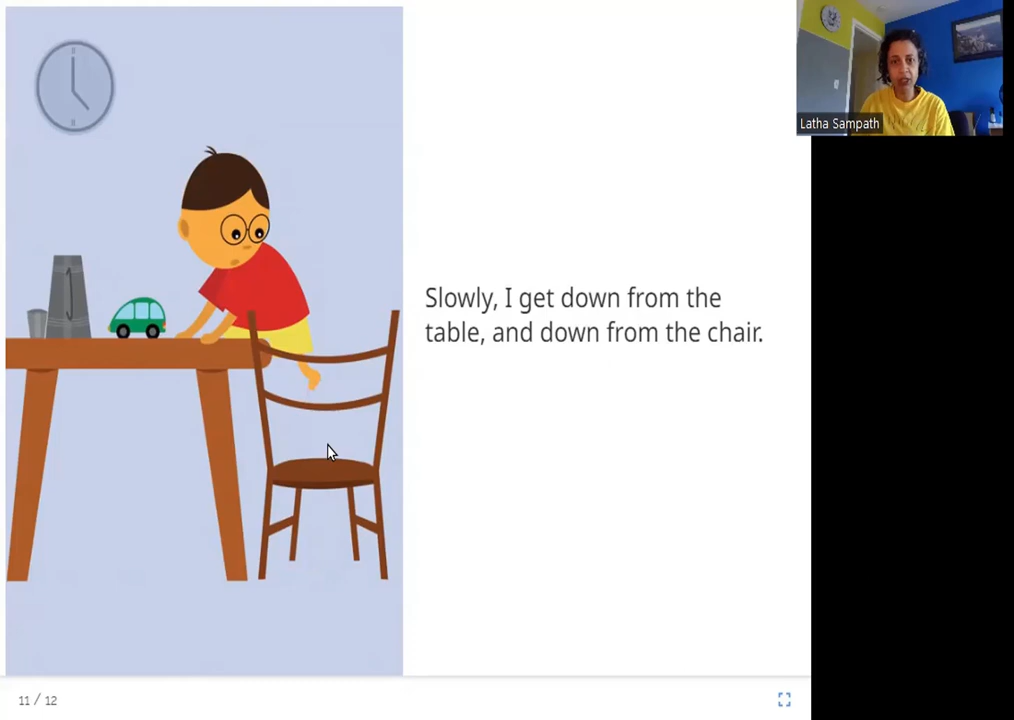 Latha Sampath
Slowly, I get down from the
table, and down from the chair.
11 / 12